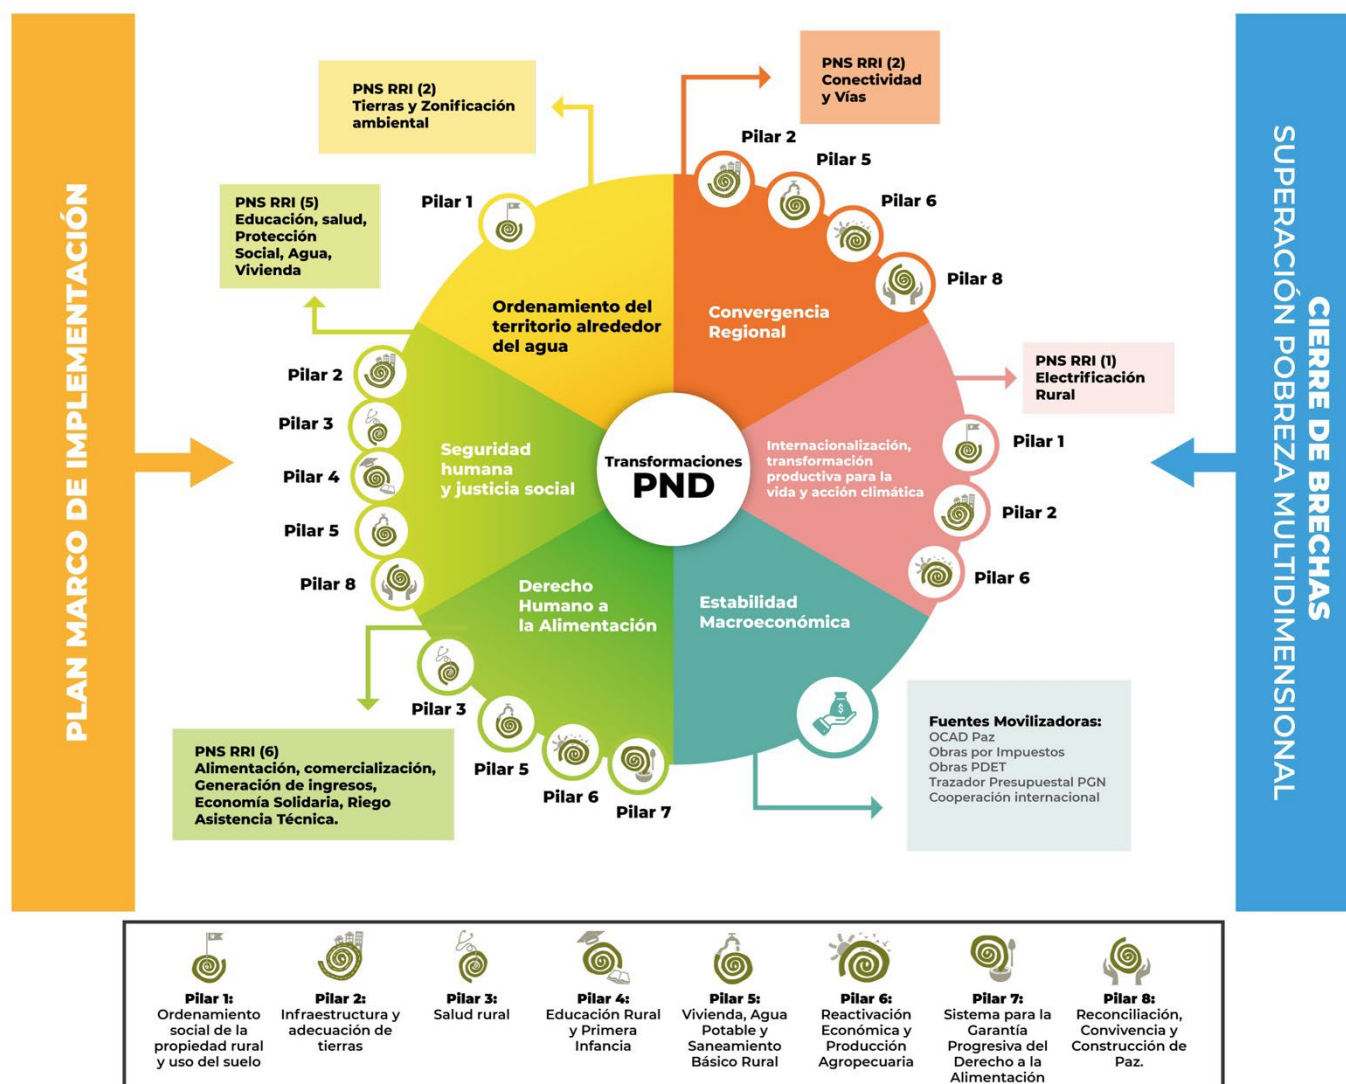 PLAN MARCO DE IMPLEMENTACIÓN
PNS RRI (2)
Tierras y Zonificación
ambiental
PNS RRI (2)
Conectividad
y Vías
PNS RRI (5)
Educación, salud,
Protección
Social, Agua,
Vivienda
Pilar 1
Pilar 2
Pilar 5
Pilar 6
Pilar 8
Ordenamiento del
territorio alrededor
del agua
Convergencia
Regional
PNS RRI (1)
Electrificación
Rural
Pilar 2
Pilar 3
Pilar 4
Pilar 5
Pilar 8
Seguridad
humana
y justicia social
Transformaciones
PND
Internacionalización,
transformación
productiva para la
vida y acción climática
Pilar 1
Pilar 2
Pilar 6
Derecho
Humano a
la Alimentación
Estabilidad
Macroeconómica
Pilar 3
Pilar 5
Pilar 6
Pilar 7
$
PNS RRI (6)
Alimentación, comercialización,
Generación de ingresos,
Economía Solidaria, Riego
Asistencia Técnica.
Fuentes Movilizadoras:
OCAD Paz
Obras por Impuestos
Obras PDET
Trazador Presupuestal PGN
Cooperación internacional
CIERRE DE BRECHAS
SUPERACIÓN POBREZA MULTIDIMENSIONAL
Pilar 1:
Ordenamiento
social de la
propiedad rural
y uso del suelo
Pilar 2:
Infraestructura y
adecuación de
tierras
Pilar 3:
Salud rural
Pilar 4:
Educación Rural
y Primera
Infancia
Pilar 5:
Vivienda, Agua
Potable y
Saneamiento
Básico Rural
Pilar 6:
Reactivación
Económica y
Producción
Agropecuaria
Pilar 7:
Sistema para la
Garantía
Progresiva del
Derecho a la
Alimentación
Pilar 8:
Reconciliación,
Convivencia y
Construcción de
Paz.